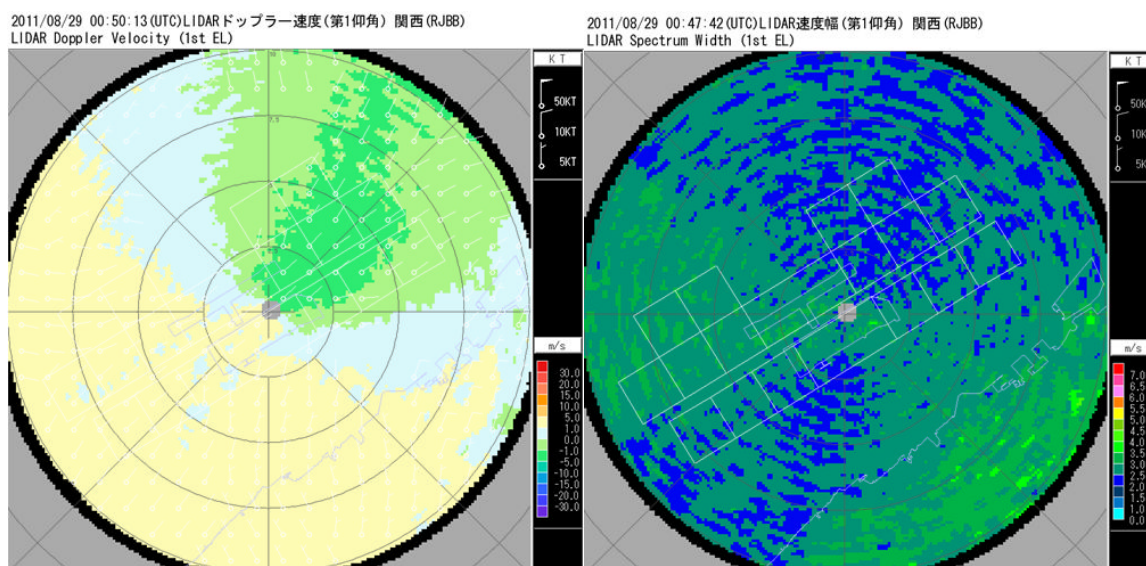 2011/08/29 00:50:13(UTC)LIDARドップラー速度(第1仰角) 関西(RJBB)
LIDAR Doppler Velocity (1st EL)
10
7.5
KT
50KT
10KT
5KT
m/s
30.0
20.0
15.0
10.0
5.0
1.0
0.0
-1.0
-5.0
-10.0
-15.0
-20.0
-30.0
2011/08/29 00:47:42(UTC)LIDAR速度幅(第1仰角) 関西(RJBB)
LIDAR Spectrum Width (1st EL)
KT
50K
10K
5K
m/s
7.0
6.5
6.0
5.5
5.0
4.5
4.0
3.5
3.0
2.5
2.0
1.0
0.0